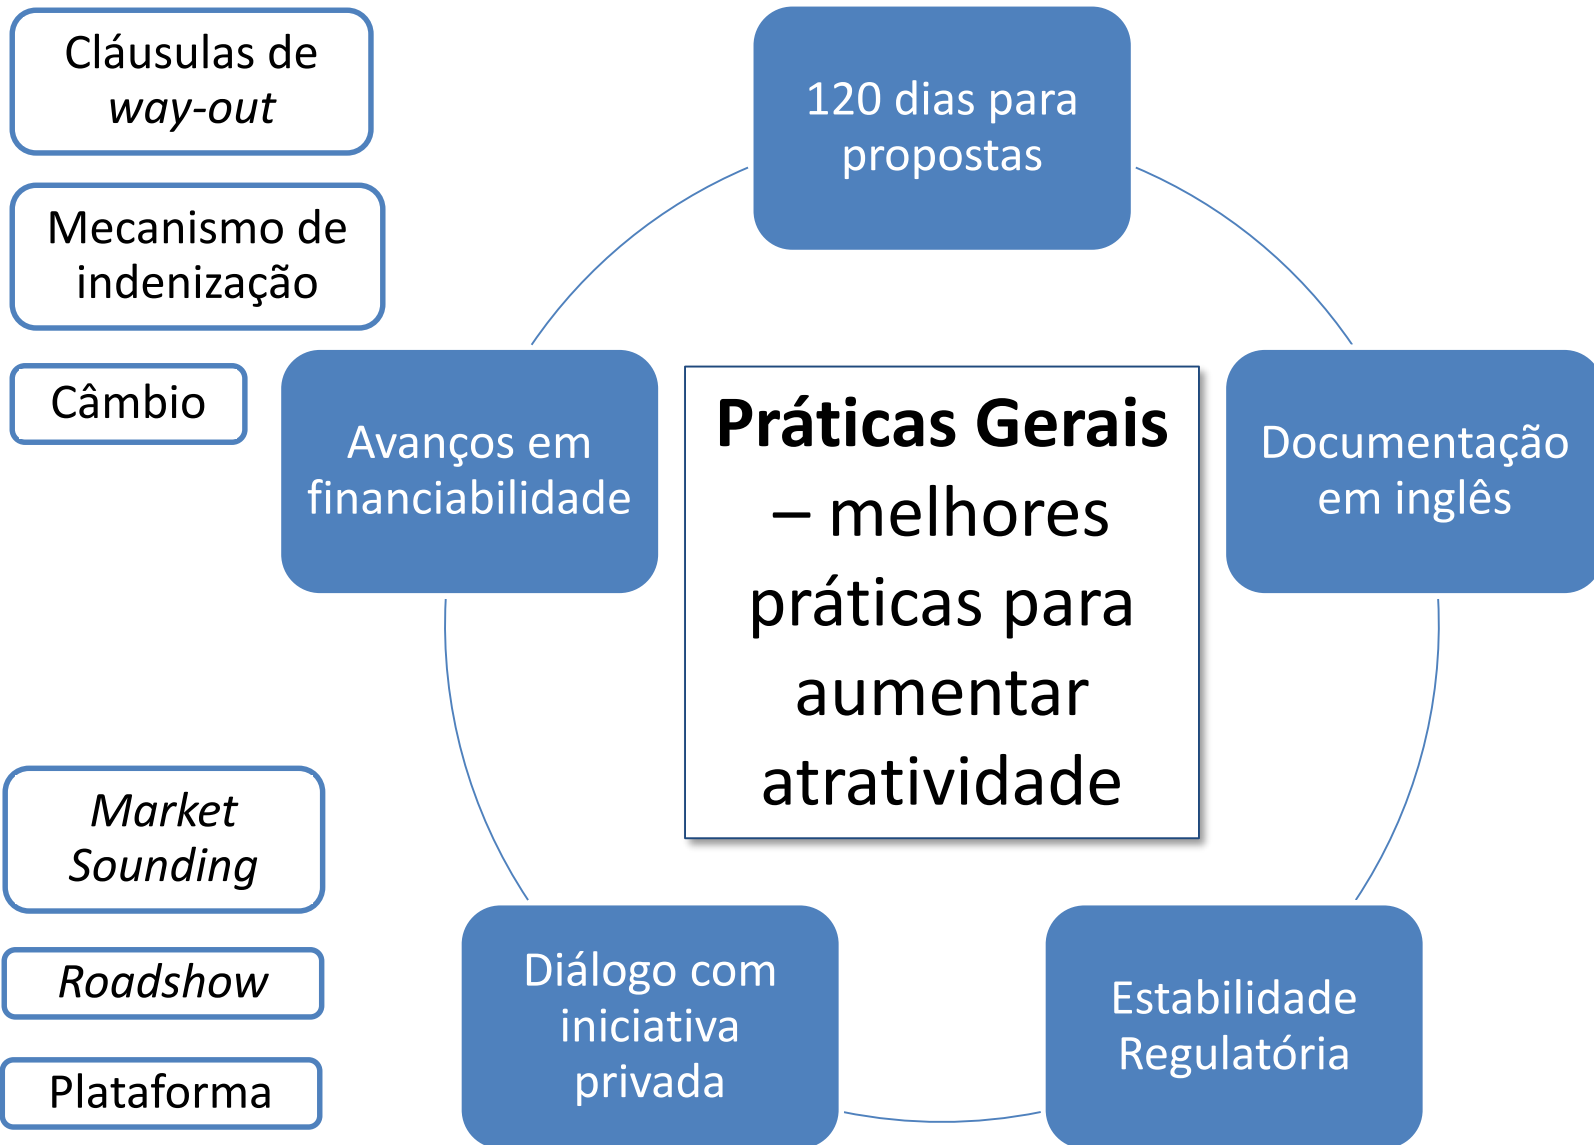 Cláusulas de
way-out
Mecanismo de
indenização
Câmbio
120 dias para
propostas
Avanços em
financiabilidade
Práticas Gerais
– melhores
práticas para
aumentar
atratividade
Documentação
em inglês
Market
Sounding
Roadshow
Plataforma
Diálogo com
iniciativa
privada
Estabilidade
Regulatória